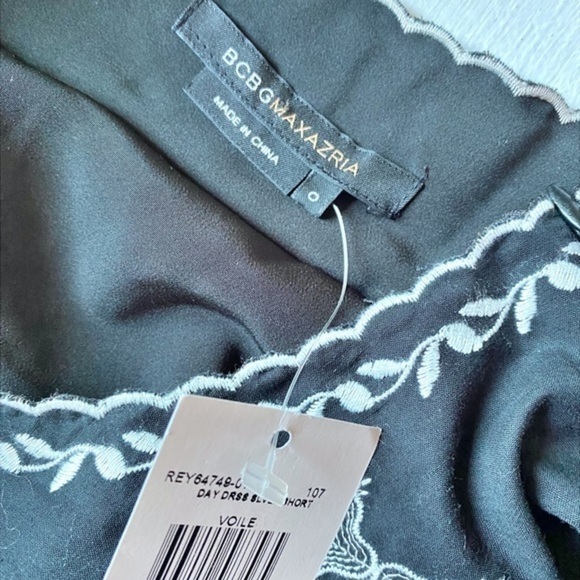 BCBGMAXAZRIA
MADE IN CHINA
0
REY64749-0 107
DAY DRSS SHORT
VOILE